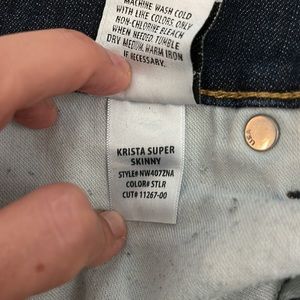 MACHINE WASH COLD
WITH LIKE COLORS. ONLY
NON-CHLORINE BLEACH
WHEN NEEDED. TUMBLE
DRY MEDIUM. WARM IRON
IF NECESSARY.
KRISTA SUPER
SKINNY
STYLE# NW407ZNA
COLOR# STLR
CUT# 11267-00